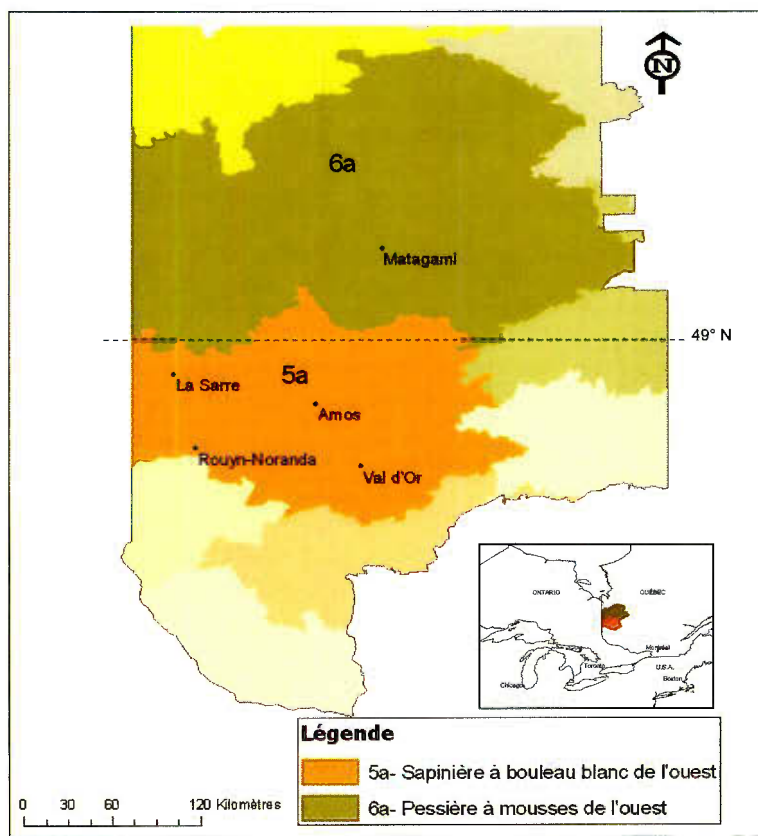 N
6a
Matagami
49° N
La Sarre
5a
Amos
Rouyn-Noranda
Val d'Or
ONTARIO
QUÉBEC
Montréal
Toronto
U.S.A.
Boston
Chicago
Légende
5a- Sapinière à bouleau blanc de l'ouest
6a- Pessière à mousses de l'ouest
0 30 60 120 Kilomètres